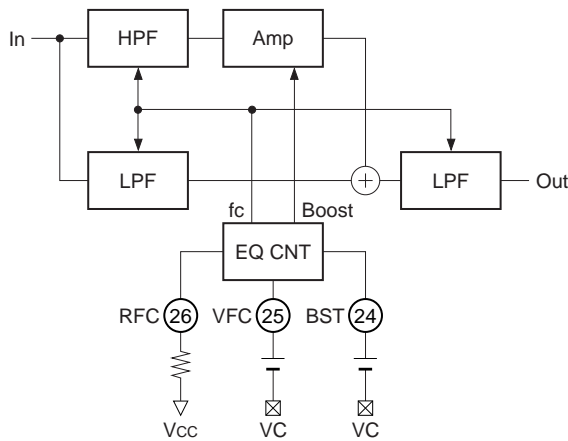 In
HPF
Amp
LPF
+
LPF
Out
fc
Boost
EQ CNT
RFC 26
VFC 25
BST 24
VCC
VC
VC